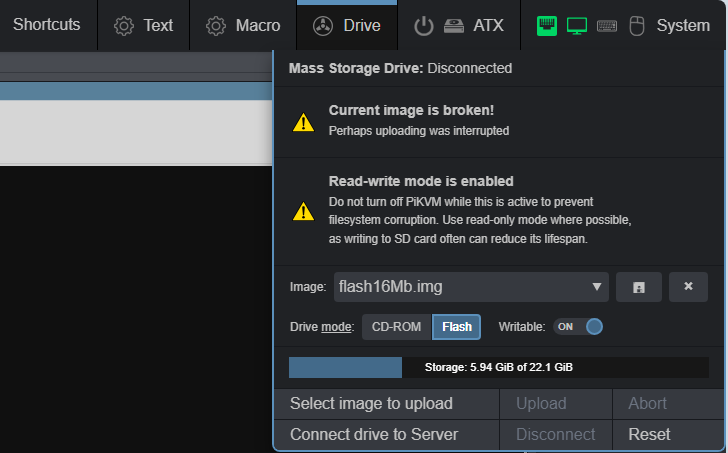 Shortcuts Text Macro Drive ATX System
Mass Storage Drive: Disconnected
Current image is broken!
Perhaps uploading was interrupted
Read-write mode is enabled
Do not turn off PiKVM while this is active to prevent
filesystem corruption. Use read-only mode where possible,
as writing to SD card often can reduce its lifespan.
Image: flash16Mb.img
Drive mode: CD-ROM Flash Writable: ON
Storage: 5.94 GiB of 22.1 GiB
Select image to upload Upload Abort
Connect drive to Server Disconnect Reset